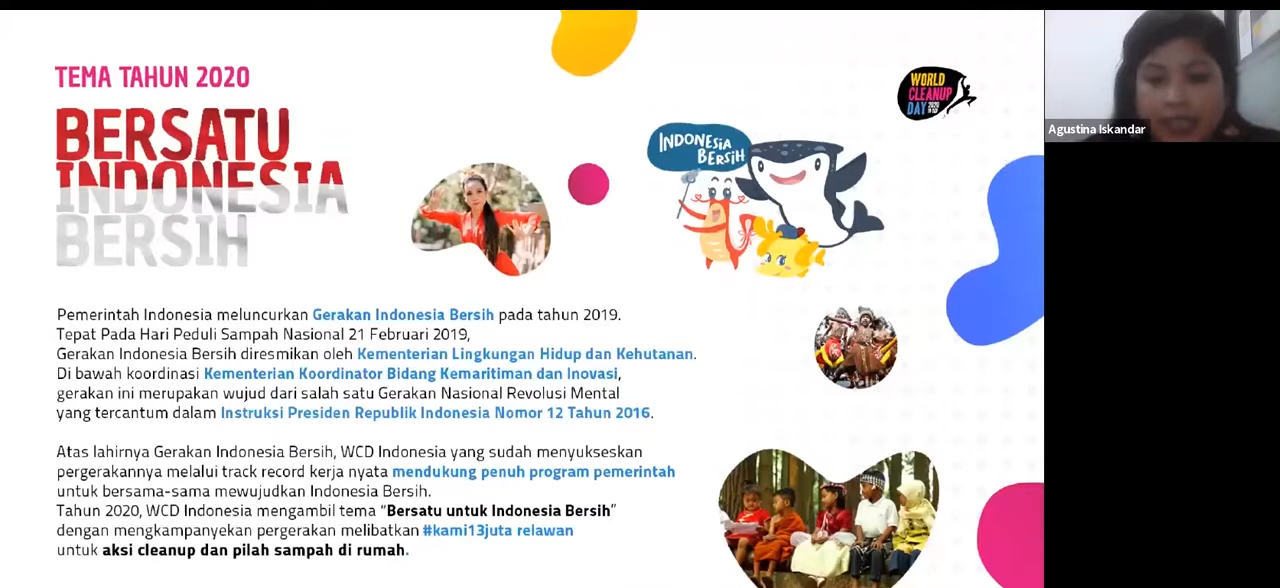 TEMA TAHUN 2020
BERSATU
INDONESIA
BERSIH
WORLD
CLEANUP
DAY 2020
INDONESIA
BERSIH
Agustina Iskandar
Pemerintah Indonesia meluncurkan Gerakan Indonesia Bersih pada tahun 2019.
Tepat Pada Hari Peduli Sampah Nasional 21 Februari 2019,
Gerakan Indonesia Bersih diresmikan oleh Kementerian Lingkungan Hidup dan Kehutanan.
Di bawah koordinasi Kementerian Koordinator Bidang Kemaritiman dan Inovasi,
gerakan ini merupakan wujud dari salah satu Gerakan Nasional Revolusi Mental
yang tercantum dalam Instruksi Presiden Republik Indonesia Nomor 12 Tahun 2016.
Atas lahirnya Gerakan Indonesia Bersih, WCD Indonesia yang sudah menyukseskan
pergerakannya melalui track record kerja nyata mendukung penuh program pemerintah
untuk bersama-sama mewujudkan Indonesia Bersih.
Tahun 2020, WCD Indonesia mengambil tema “Bersatu untuk Indonesia Bersih”
dengan mengkampanyekan pergerakan melibatkan #kami13juta relawan
untuk aksi cleanup dan pilah sampah di rumah.